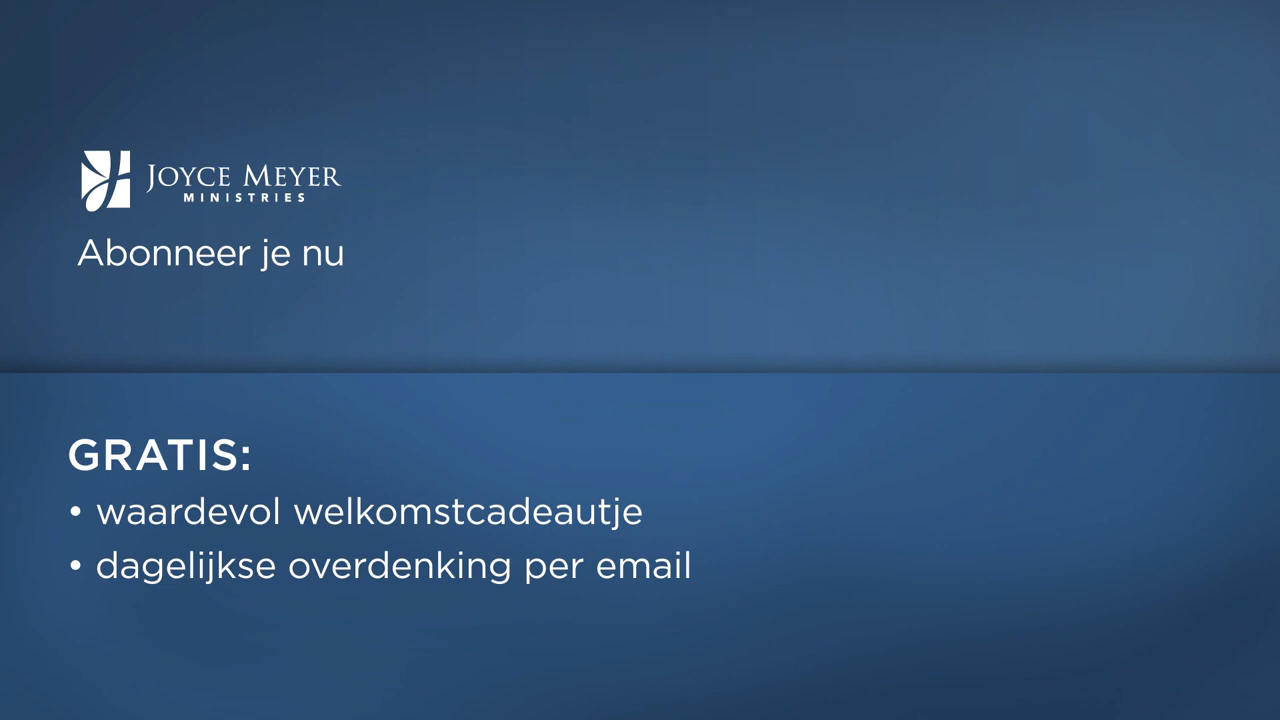 JOYCE MEYER
MINISTRIES
Abonneer je nu
GRATIS:
• waardevol welkomstcadeautje
• dagelijkse overdenking per email